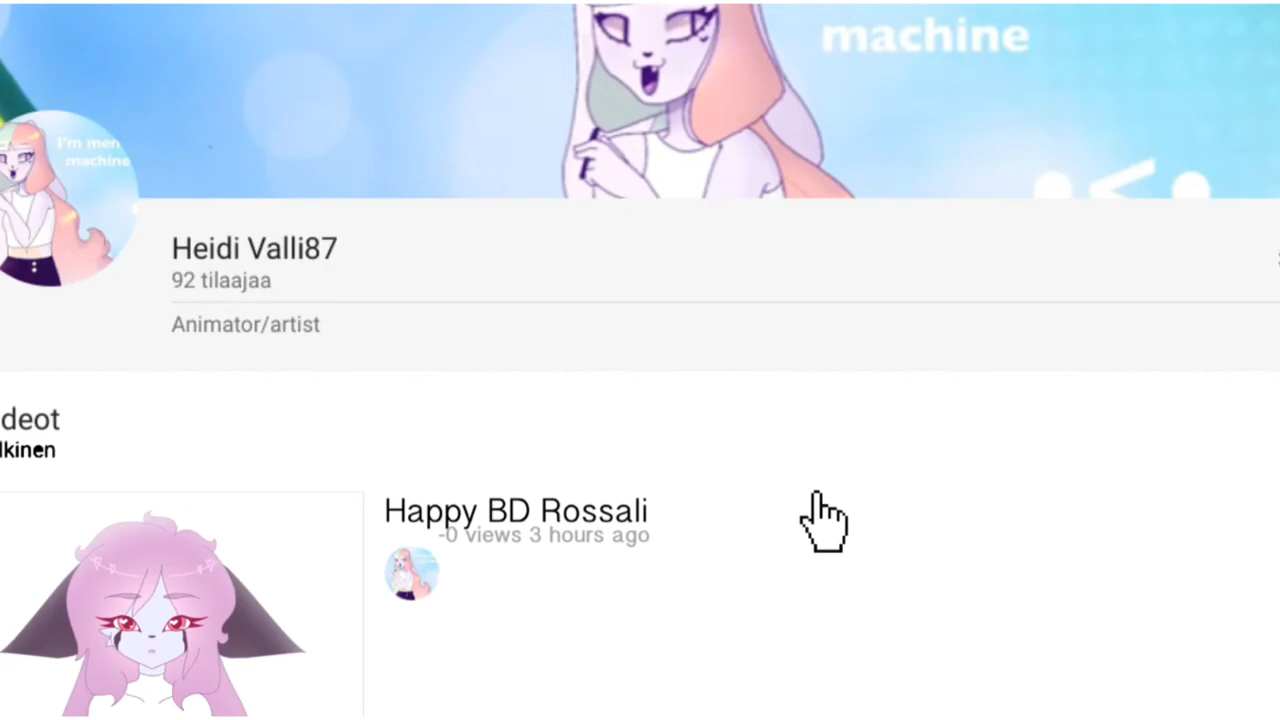 machine
I'm men
machine
Heidi Valli87
92 tilaajaa
Animator/artist
deot
lkinen
Happy BD Rossali
-0 views 3 hours ago